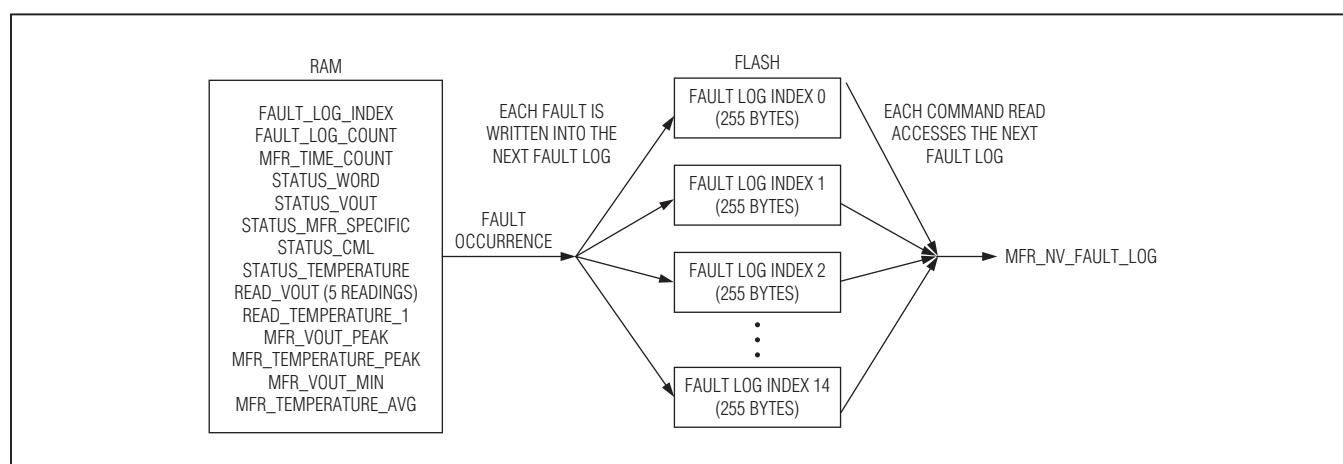 RAM
FAULT_LOG_INDEX
FAULT_LOG_COUNT
MFR_TIME_COUNT
STATUS_WORD
STATUS_VOUT
STATUS_MFR_SPECIFIC
STATUS_CML
STATUS_TEMPERATURE
READ_VOUT (5 READINGS)
READ_TEMPERATURE_1
MFR_VOUT_PEAK
MFR_TEMPERATURE_PEAK
MFR_VOUT_MIN
MFR_TEMPERATURE_AVG
EACH FAULT IS
WRITTEN INTO THE
NEXT FAULT LOG
FAULT
OCCURRENCE
FLASH
FAULT LOG INDEX 0
(255 BYTES)
FAULT LOG INDEX 1
(255 BYTES)
FAULT LOG INDEX 2
(255 BYTES)
FAULT LOG INDEX 14
(255 BYTES)
EACH COMMAND READ
ACCESSES THE NEXT
FAULT LOG
MFR_NV_FAULT_LOG